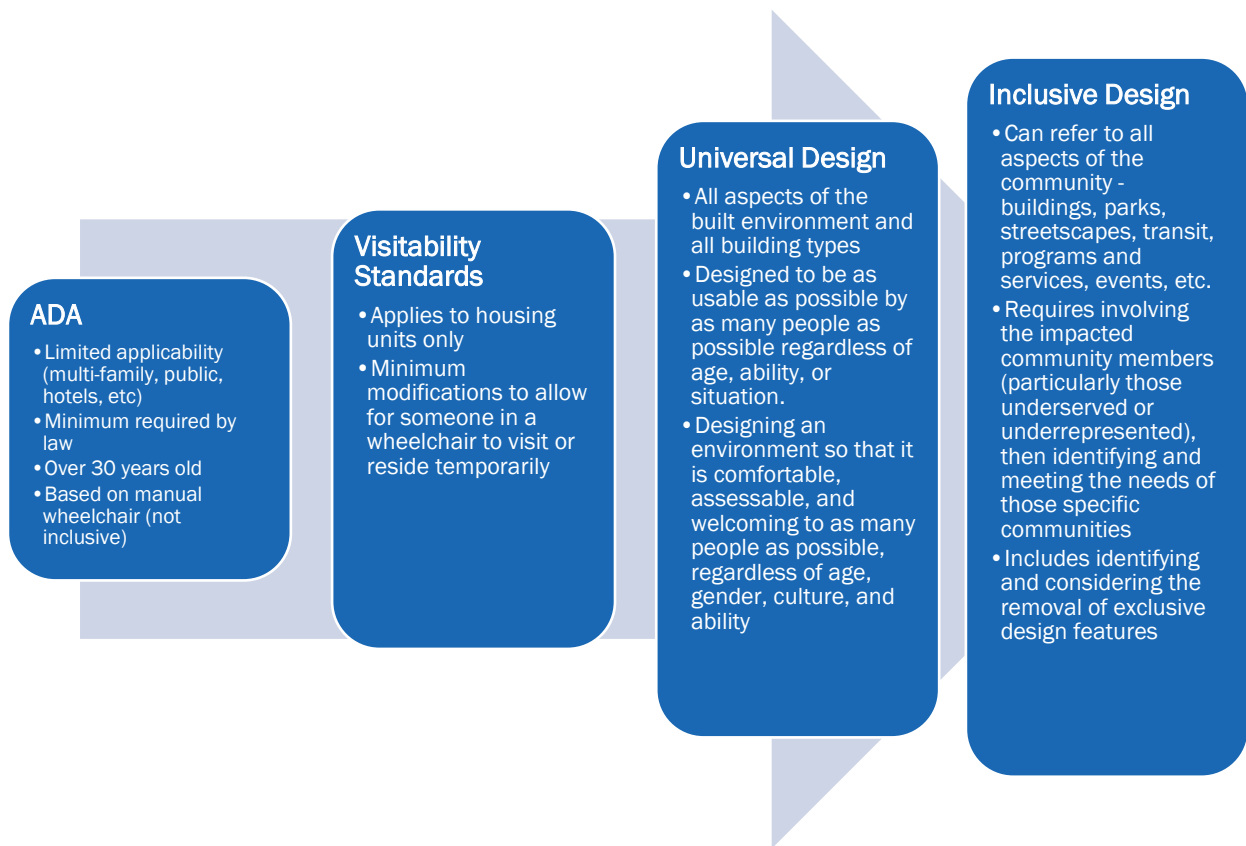 ADA
•Limited applicability
(multi-family, public,
hotels, etc)
•Minimum required by
law
•Over 30 years old
•Based on manual
wheelchair (not
inclusive)
Visitability
Standards
•Applies to housing
units only
•Minimum
modifications to allow
for someone in a
wheelchair to visit or
reside temporarily
Universal Design
•All aspects of the
built environment and
all building types
•Designed to be as
usable as possible by
as many people as
possible regardless of
age, ability, or
situation.
•Designing an
environment so that it
is comfortable,
assessable, and
welcoming to as many
people as possible,
regardless of age,
gender, culture, and
ability
Inclusive Design
•Can refer to all
aspects of the
community -
buildings, parks,
streetscapes, transit,
programs and
services, events, etc.
•Requires involving
the impacted
community members
(particularly those
underserved or
underrepresented),
then identifying and
meeting the needs of
those specific
communities
•Includes identifying
and considering the
removal of exclusive
design features